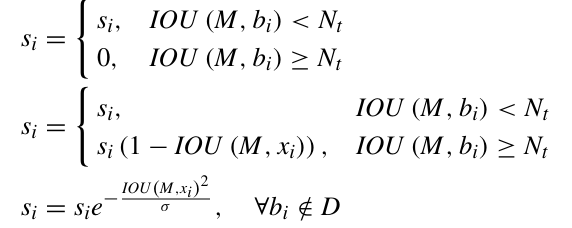 s_i = { s_i, IOU (M, b_i) < N_t
0, IOU (M, b_i) ≥ N_t
s_i = { s_i, IOU (M, b_i) < N_t
s_i (1 − IOU (M, x_i)), IOU (M, b_i) ≥ N_t
s_i = s_i e^{−\frac{IOU(M,x_i)^2}{σ}}, ∀b_i ∉ D